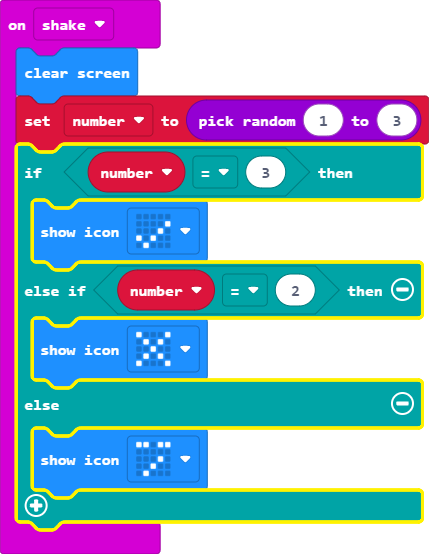 on shake
clear screen
set number to pick random 1 to 3
if number = 3 then
show icon
else if number = 2 then
show icon
else
show icon